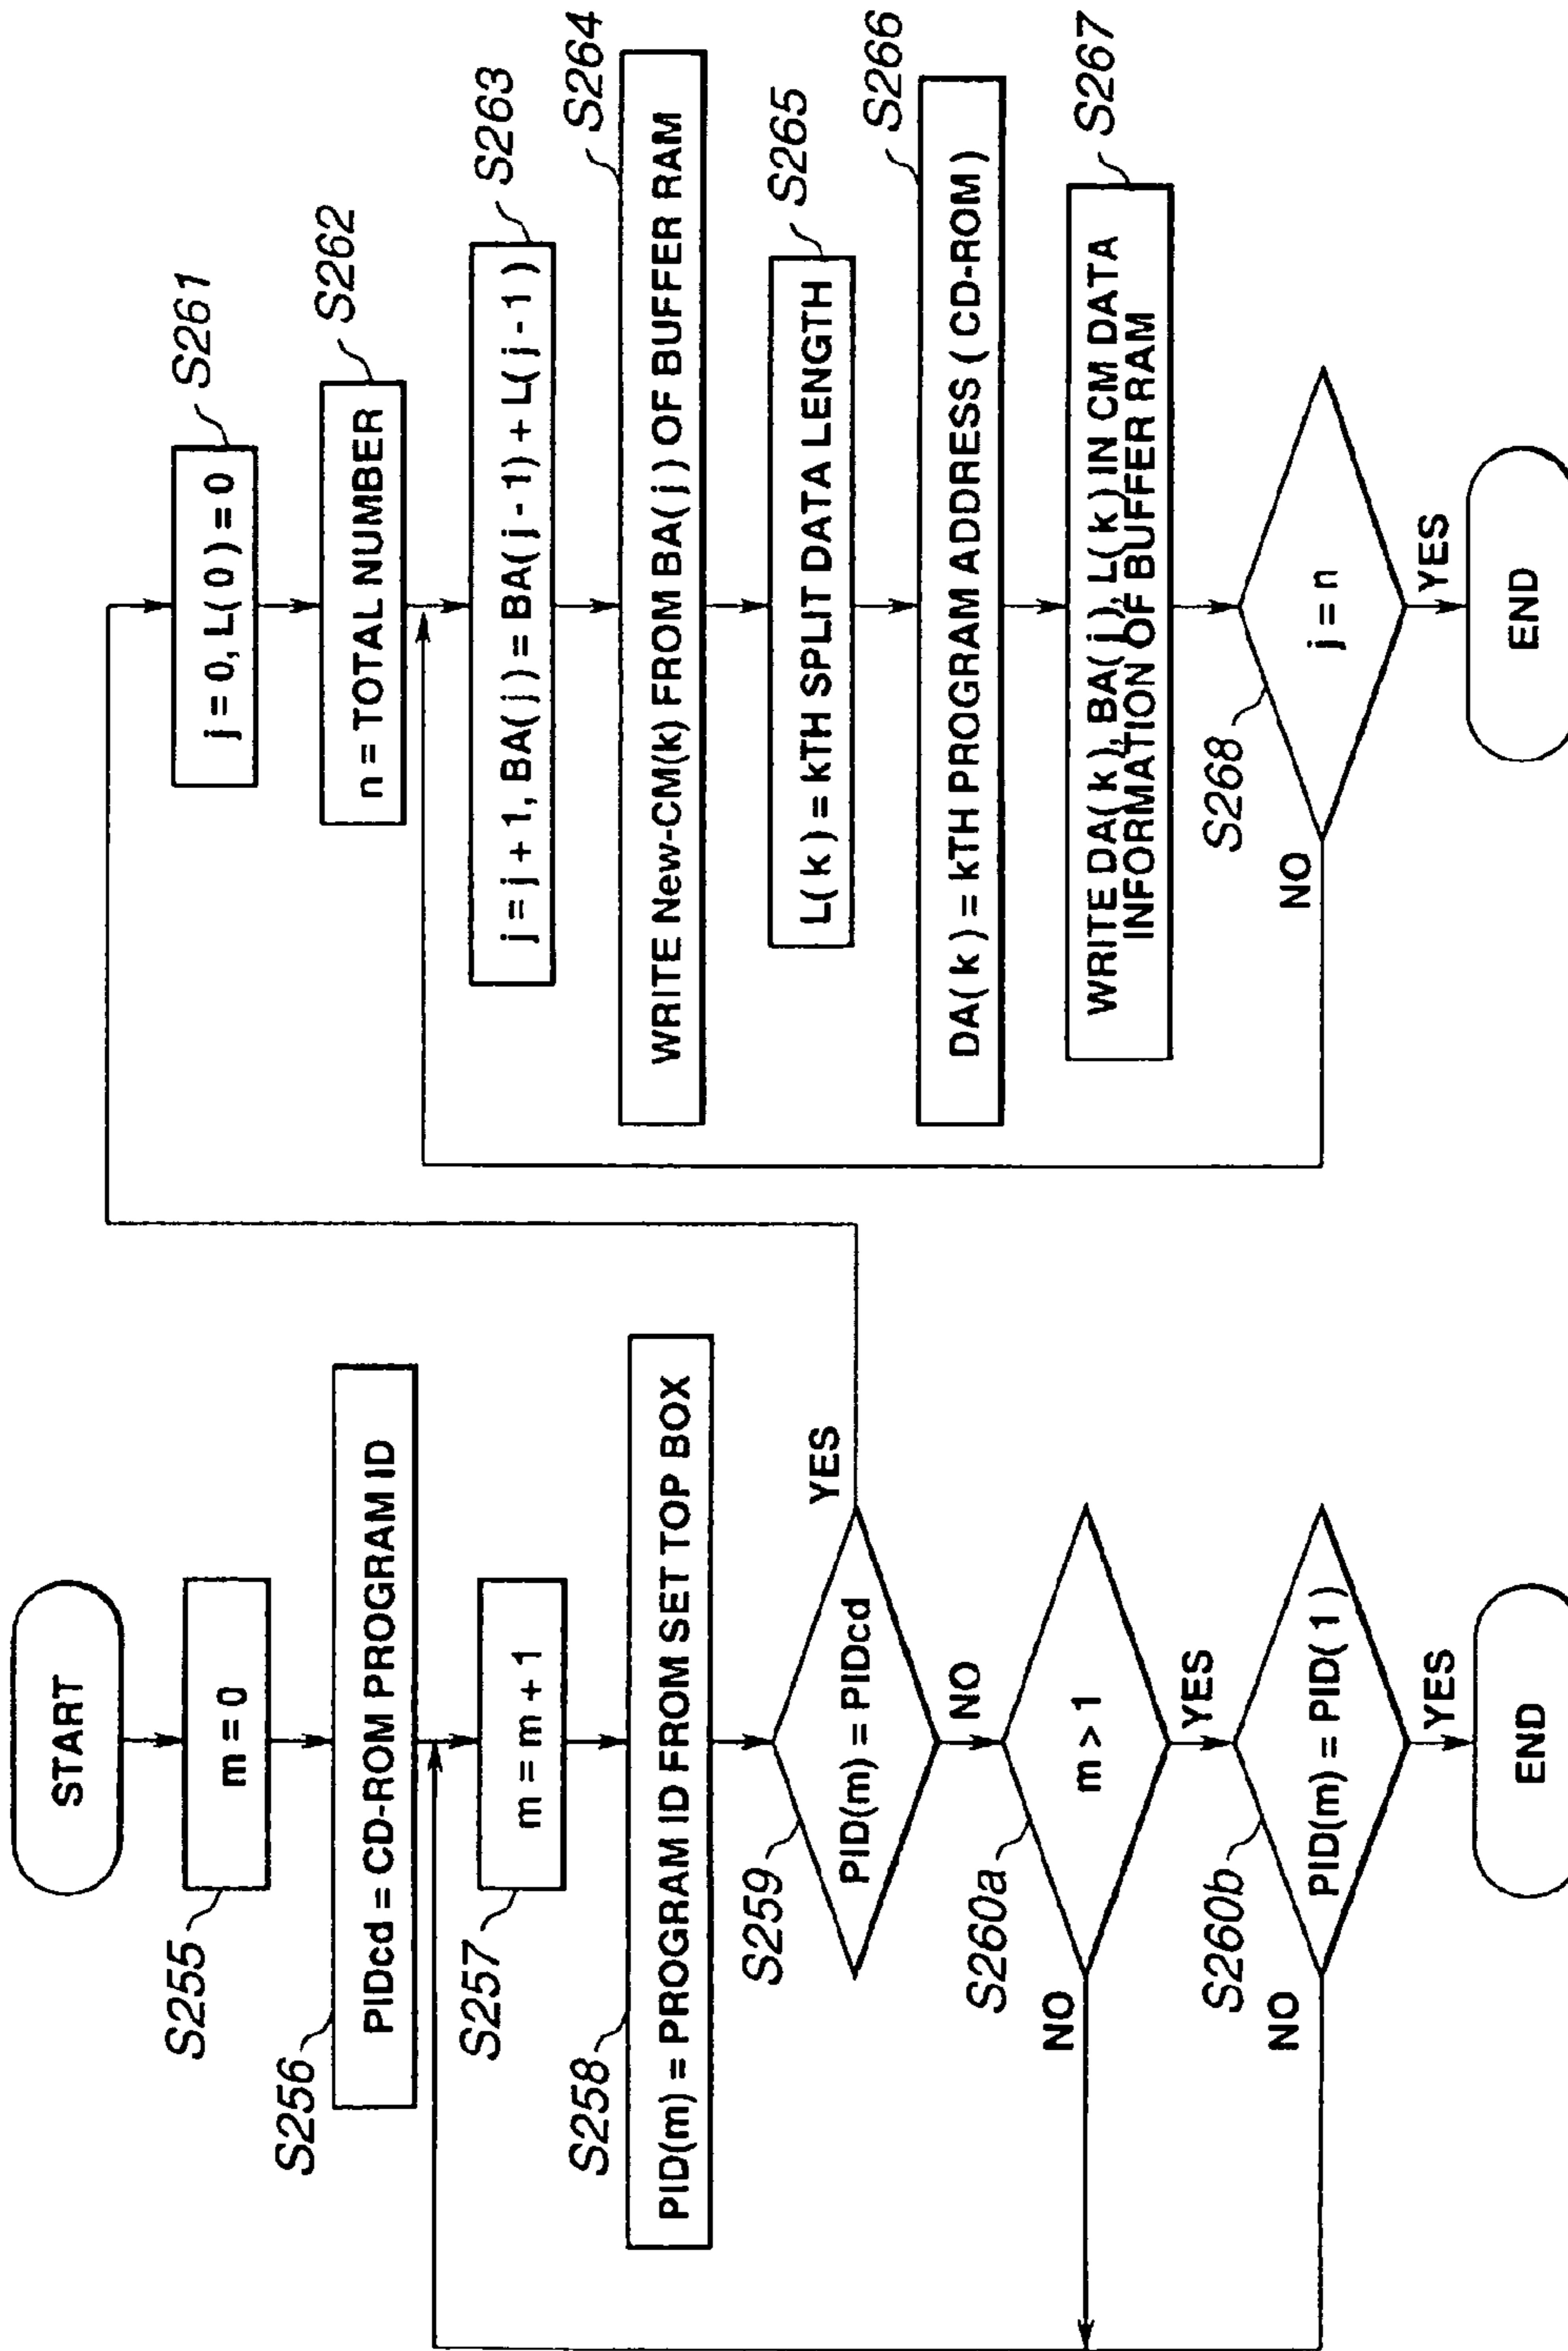 START
S255
m = 0
S256
PIDcd = CD-ROM PROGRAM ID
S257
m = m + 1
S258
PID(m) = PROGRAM ID FROM SET TOP BOX
S259
PID(m) = PIDcd
YES
NO
S260a
m > 1
NO
YES
S260b
PID(m) = PID( 1 )
NO
YES
END
j = 0, L( 0 ) = 0
S261
n = TOTAL NUMBER
S262
j = j + 1, BA( j ) = BA( j - 1 ) + L( j - 1 )
S263
WRITE New-CM(k) FROM BA( j ) OF BUFFER RAM
S264
L( k ) = kTH SPLIT DATA LENGTH
S265
DA( k ) = kTH PROGRAM ADDRESS ( CD-ROM )
S266
WRITE DA( k ), BA( j ), L( k ) IN CM DATA
INFORMATION OF BUFFER RAM
S267
S268
j = n
NO
YES
END